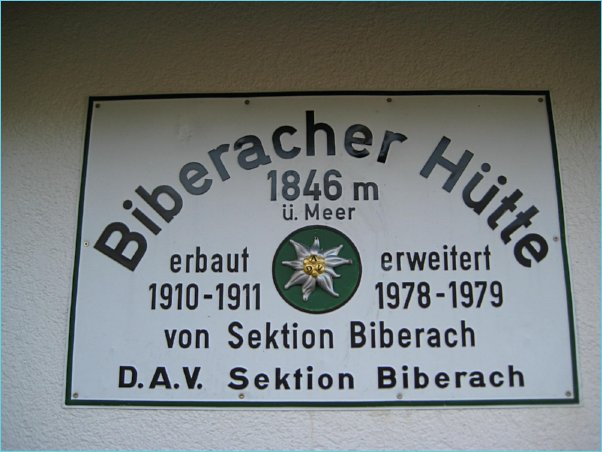 Biberacher Hütte
1846 m
ü. Meer
erbaut erweitert
1910-1911 1978-1979
von Sektion Biberach
D.A.V. Sektion Biberach